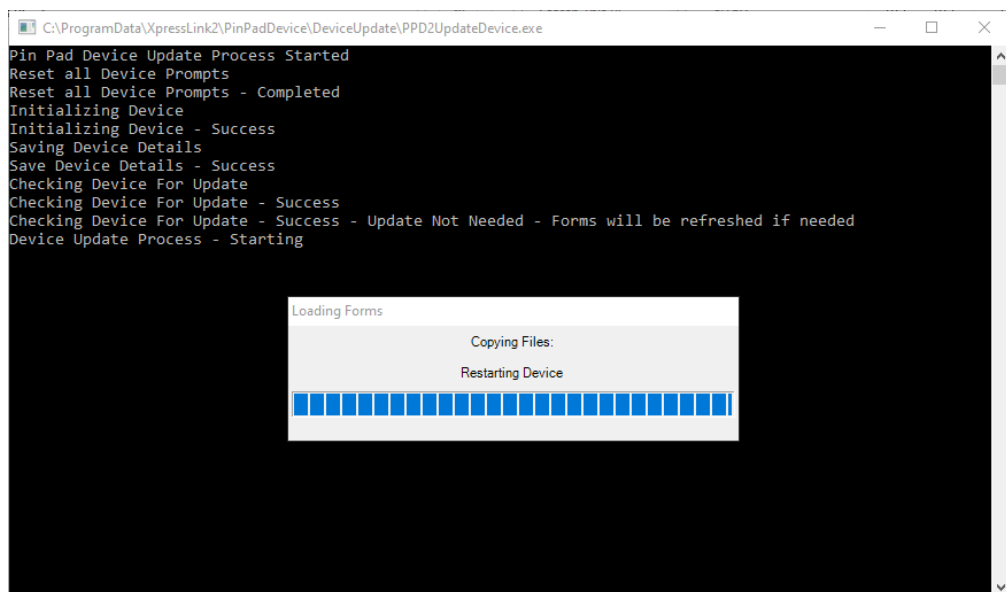 C:\ProgramData\XpressLink2\PinPadDevice\DeviceUpdate\PPD2UpdateDevice.exe
Pin Pad Device Update Process Started
Reset all Device Prompts
Reset all Device Prompts - Completed
Initializing Device
Initializing Device - Success
Saving Device Details
Save Device Details - Success
Checking Device For Update
Checking Device For Update - Success
Checking Device For Update - Success - Update Not Needed - Forms will be refreshed if needed
Device Update Process - Starting
Loading Forms
Copying Files:
Restarting Device